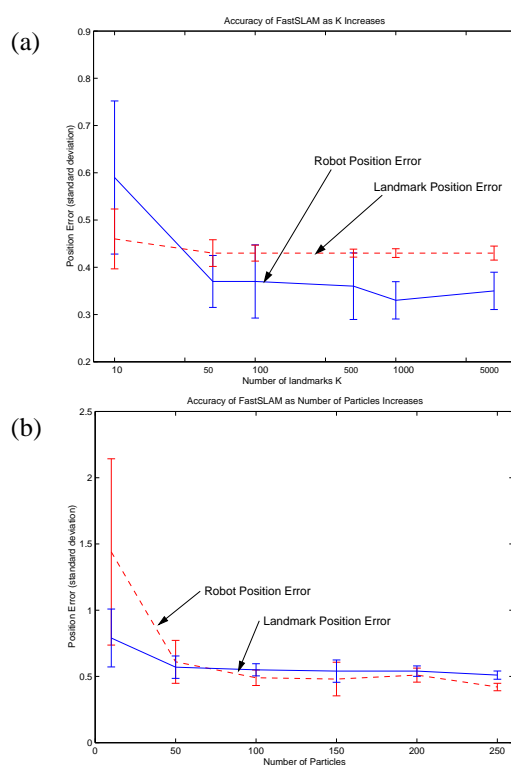 (a)
Accuracy of FastSLAM as K Increases
0.9
0.8
0.7
0.6
0.5
0.4
0.3
0.2
Position Error (standard deviation)
Robot Position Error
Landmark Position Error
10 50 100 500 1000 5000
Number of landmarks K
(b)
Accuracy of FastSLAM as Number of Particles Increases
2.5
2
1.5
1
0.5
0
Position Error (standard deviation)
Robot Position Error
Landmark Position Error
0 50 100 150 200 250
Number of Particles